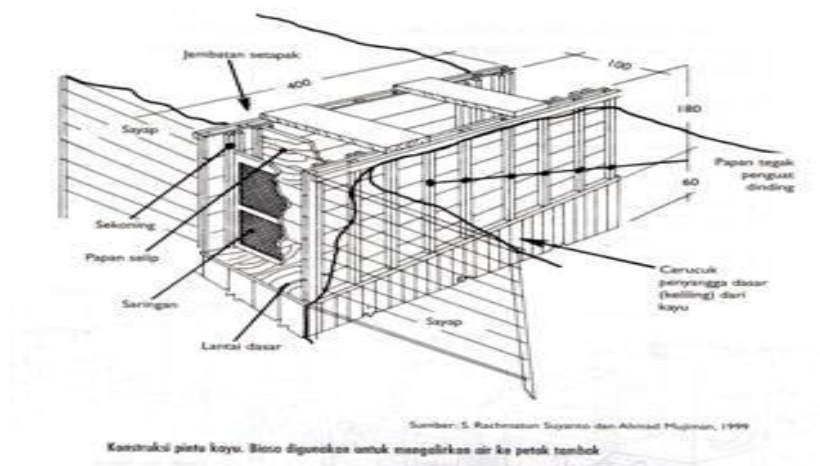 Jembatan setapak
400
100
180
Sayap
Papan tegak
penguat
dinding
60
Sekoning
Papan selip
Saringan
Lantai dasar
Cerucuk
penyangga dasar
(keliling) dari
kayu
Sayap
Sumber: S. Rachmatun Suyanto dan Ahmad Mujiman, 1999
Konstruksi pintu kayu. Biasa digunakan untuk mengalirkan air ke petak tambak